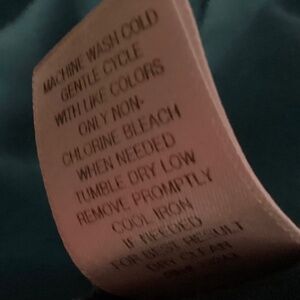 MACHINE WASH COLD
GENTLE CYCLE
WITH LIKE COLORS
ONLY NON-
CHLORINE BLEACH
WHEN NEEDED
TUMBLE DRY LOW
REMOVE PROMPTLY
COOL IRON
IF NEEDED
FOR BEST RESULT
DRY CLEAN